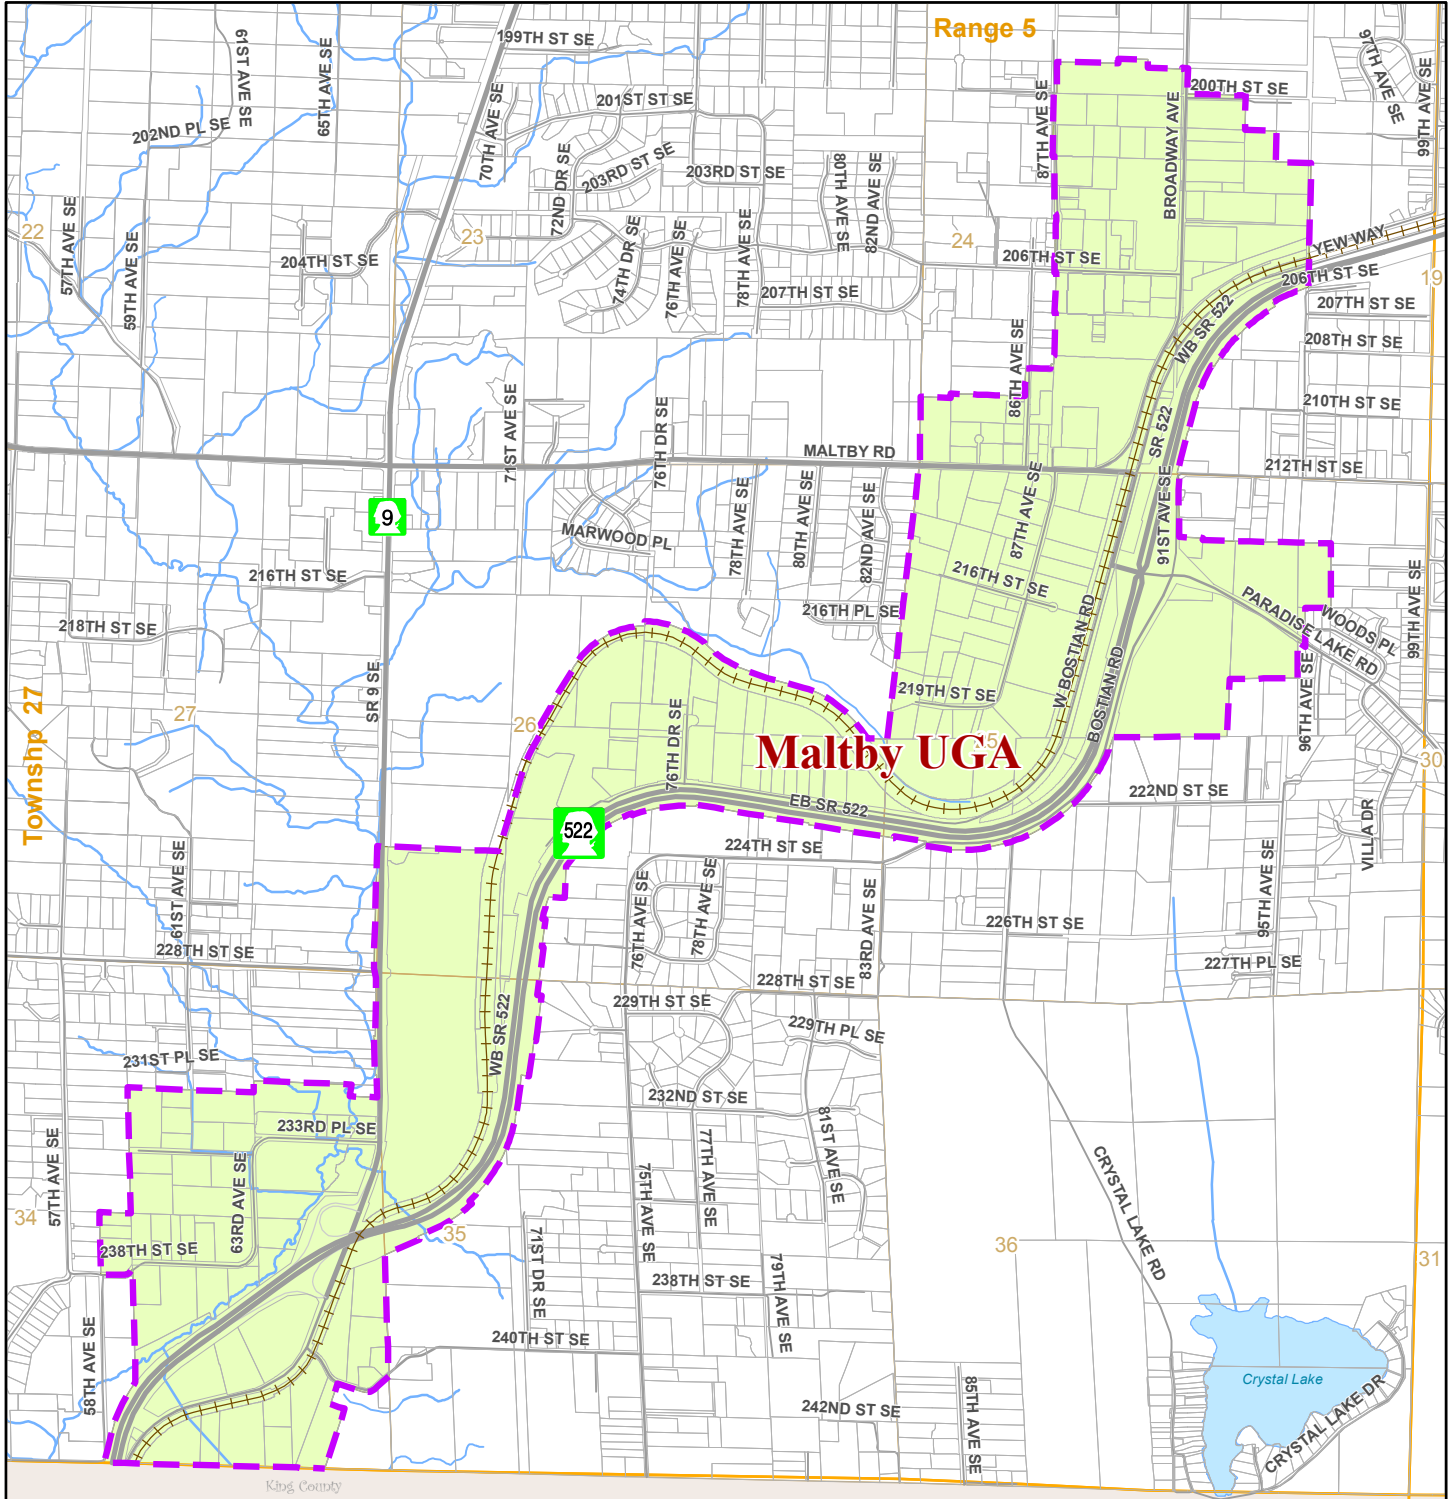 Range 5
199TH ST SE
61ST AVE SE
65TH AVE SE
97TH AVE SE
99TH AVE SE
70TH AVE SE
201ST ST SE
87TH AVE SE
200TH ST SE
BROADWAY AVE
202ND PL SE
72ND DR SE
203RD ST SE
203RD ST SE
80TH AVE SE
82ND AVE SE
22
57TH AVE SE
59TH AVE SE
23
24
204TH ST SE
74TH DR SE
76TH AVE SE
78TH AVE SE
206TH ST SE
YEW WAY
206TH ST SE
19
207TH ST SE
207TH ST SE
WB SR 522
208TH ST SE
86TH AVE SE
71ST AVE SE
76TH DR SE
210TH ST SE
SR 522
MALTBY RD
212TH ST SE
9
78TH AVE SE
80TH AVE SE
82ND AVE SE
87TH AVE SE
91ST AVE SE
MARWOOD PL
216TH ST SE
216TH ST SE
PARADISE LAKE RD
WOODS PL
99TH AVE SE
216TH PL SE
218TH ST SE
W BOSTIAN RD
BOSTIAN RD
SR 9 SE
219TH ST SE
96TH AVE SE
Townshp 27
27
26
76TH DR SE
Maltby UGA
25
30
222ND ST SE
EB SR 522
522
VILLA DR
224TH ST SE
61ST AVE SE
76TH AVE SE
78TH AVE SE
83RD AVE SE
95TH AVE SE
226TH ST SE
228TH ST SE
227TH PL SE
228TH ST SE
229TH ST SE
WB SR 522
229TH PL SE
231ST PL SE
232ND ST SE
233RD PL SE
81ST AVE SE
57TH AVE SE
63RD AVE SE
75TH AVE SE
77TH AVE SE
CRYSTAL LAKE RD
34
35
36
31
238TH ST SE
71ST DR SE
238TH ST SE
79TH AVE SE
58TH AVE SE
240TH ST SE
85TH AVE SE
Crystal Lake
242ND ST SE
CRYSTAL LAKE DR
King County